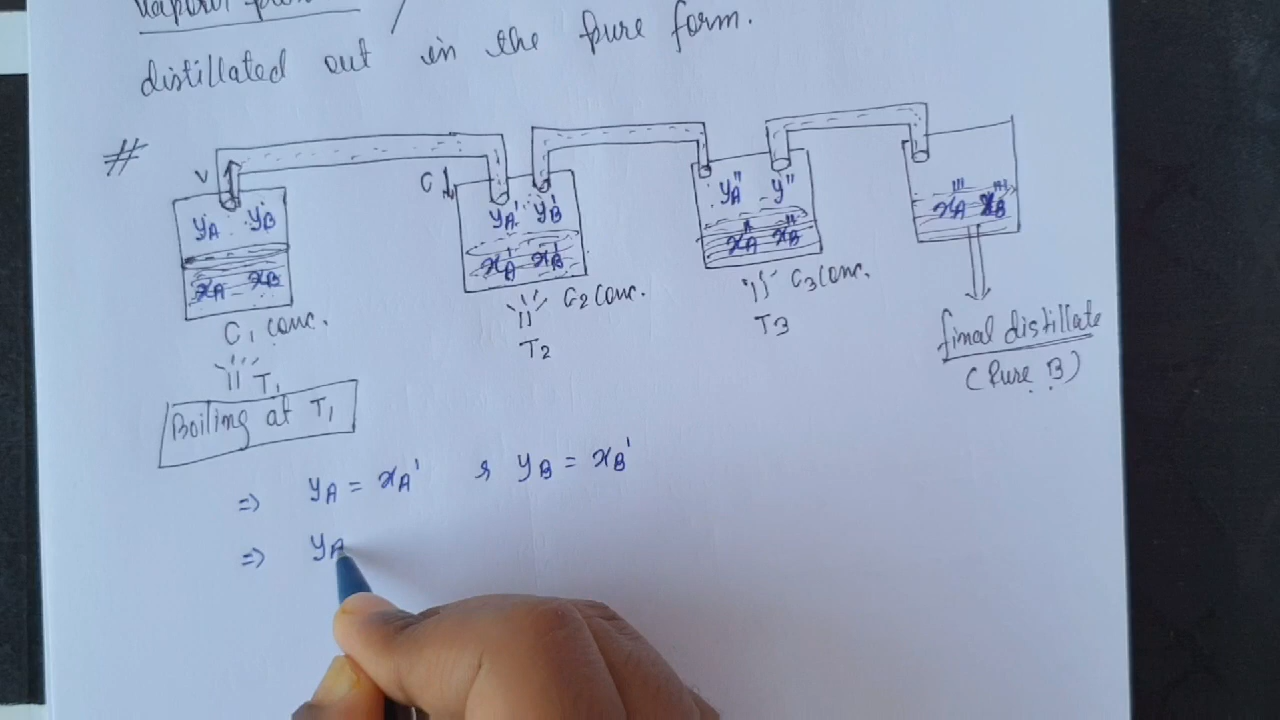 distillated out in the pure form.
#
V C
yA yB yA' yB' yA'' y'' xA''' xB'''
xA xB xA' xB' xA'' xB''
C1 conc. C2 conc. C3 conc.
T1 T2 T3
final distillate
(Pure B)
Boiling at T1
=> yA = xA' & yB = xB'
=> yA